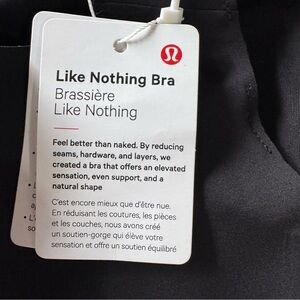 Like Nothing Bra
Brassière
Like Nothing
Feel better than naked. By reducing
seams, hardware, and layers, we
created a bra that offers an elevated
sensation, even support, and a
natural shape
C'est encore mieux que d'être nue.
En réduisant les coutures, les pièces
et les couches, nous avons créé
un soutien-gorge qui élève votre
sensation et offre un soutien équilibré